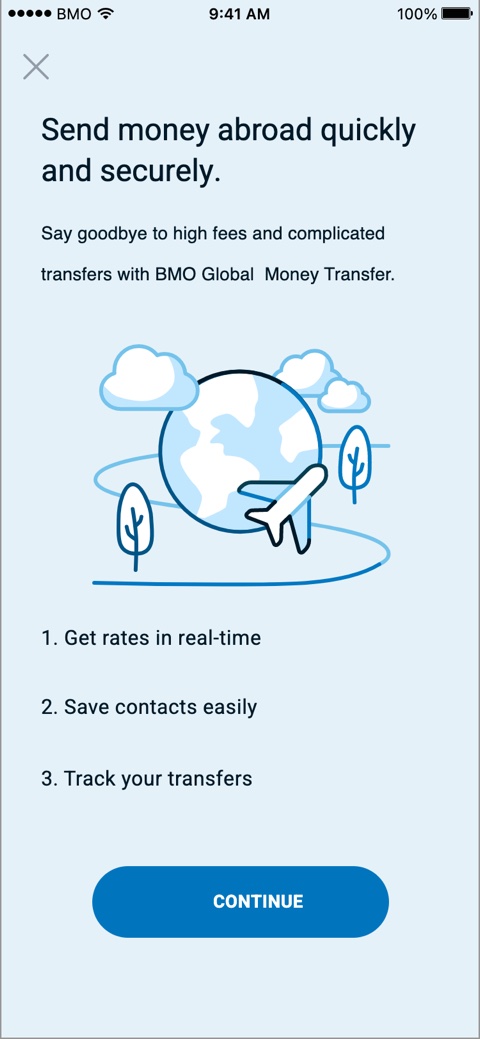 BMO 9:41 AM 100%
Send money abroad quickly
and securely.
Say goodbye to high fees and complicated
transfers with BMO Global  Money Transfer.
1. Get rates in real-time
2. Save contacts easily
3. Track your transfers
CONTINUE